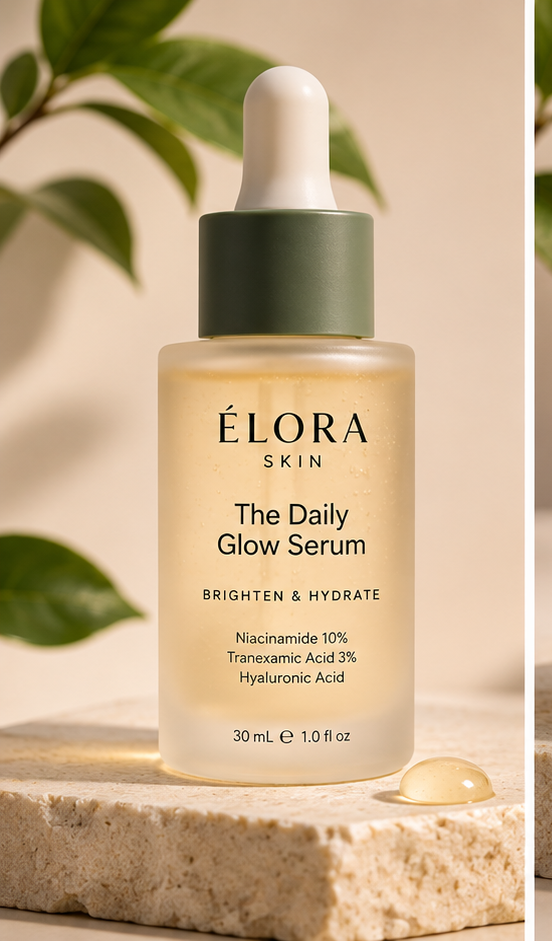 ÉLORA
SKIN
The Daily
Glow Serum
BRIGHTEN & HYDRATE
Niacinamide 10%
Tranexamic Acid 3%
Hyaluronic Acid
30 mL ℮ 1.0 fl oz